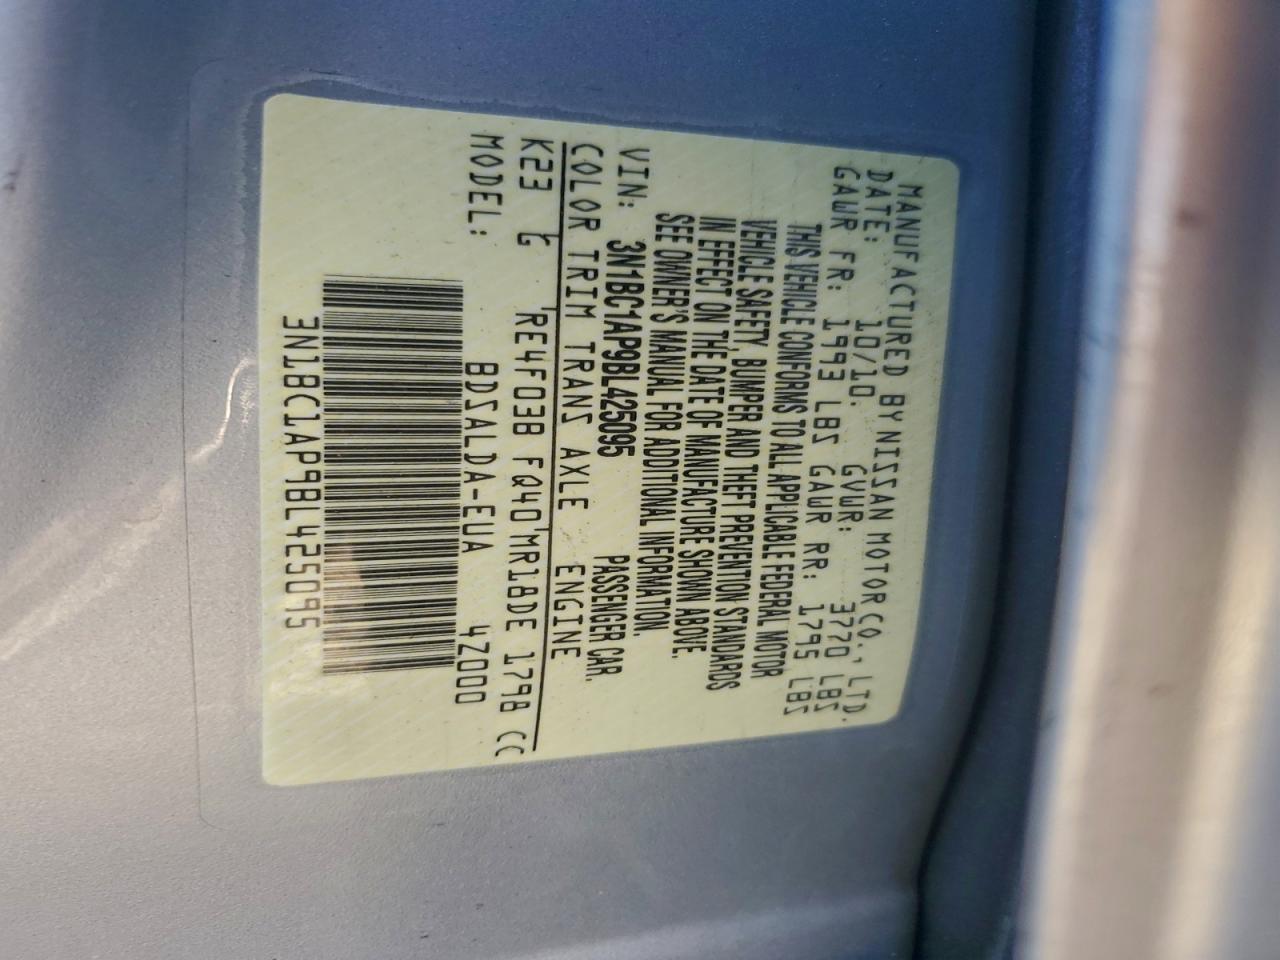 MANUFACTURED BY NISSAN MOTOR CO., LTD.
DATE: 10/10. GVWR: 3770 LBS
GAWR FR: 1993 LBS GAWR RR: 1795 LBS
THIS VEHICLE CONFORMS TO ALL APPLICABLE FEDERAL MOTOR
VEHICLE SAFETY, BUMPER AND THEFT PREVENTION STANDARDS
IN EFFECT ON THE DATE OF MANUFACTURE SHOWN ABOVE.
SEE OWNER'S MANUAL FOR ADDITIONAL INFORMATION.
VIN: 3N1BC1AP9BL425095 PASSENGER CAR.
COLOR TRIM TRANS AXLE ENGINE
K23 G RE4F03B FQ40 MR18DE 1798 CC
MODEL: BDSALDA-EUA 4Z000
3N1BC1AP9BL425095